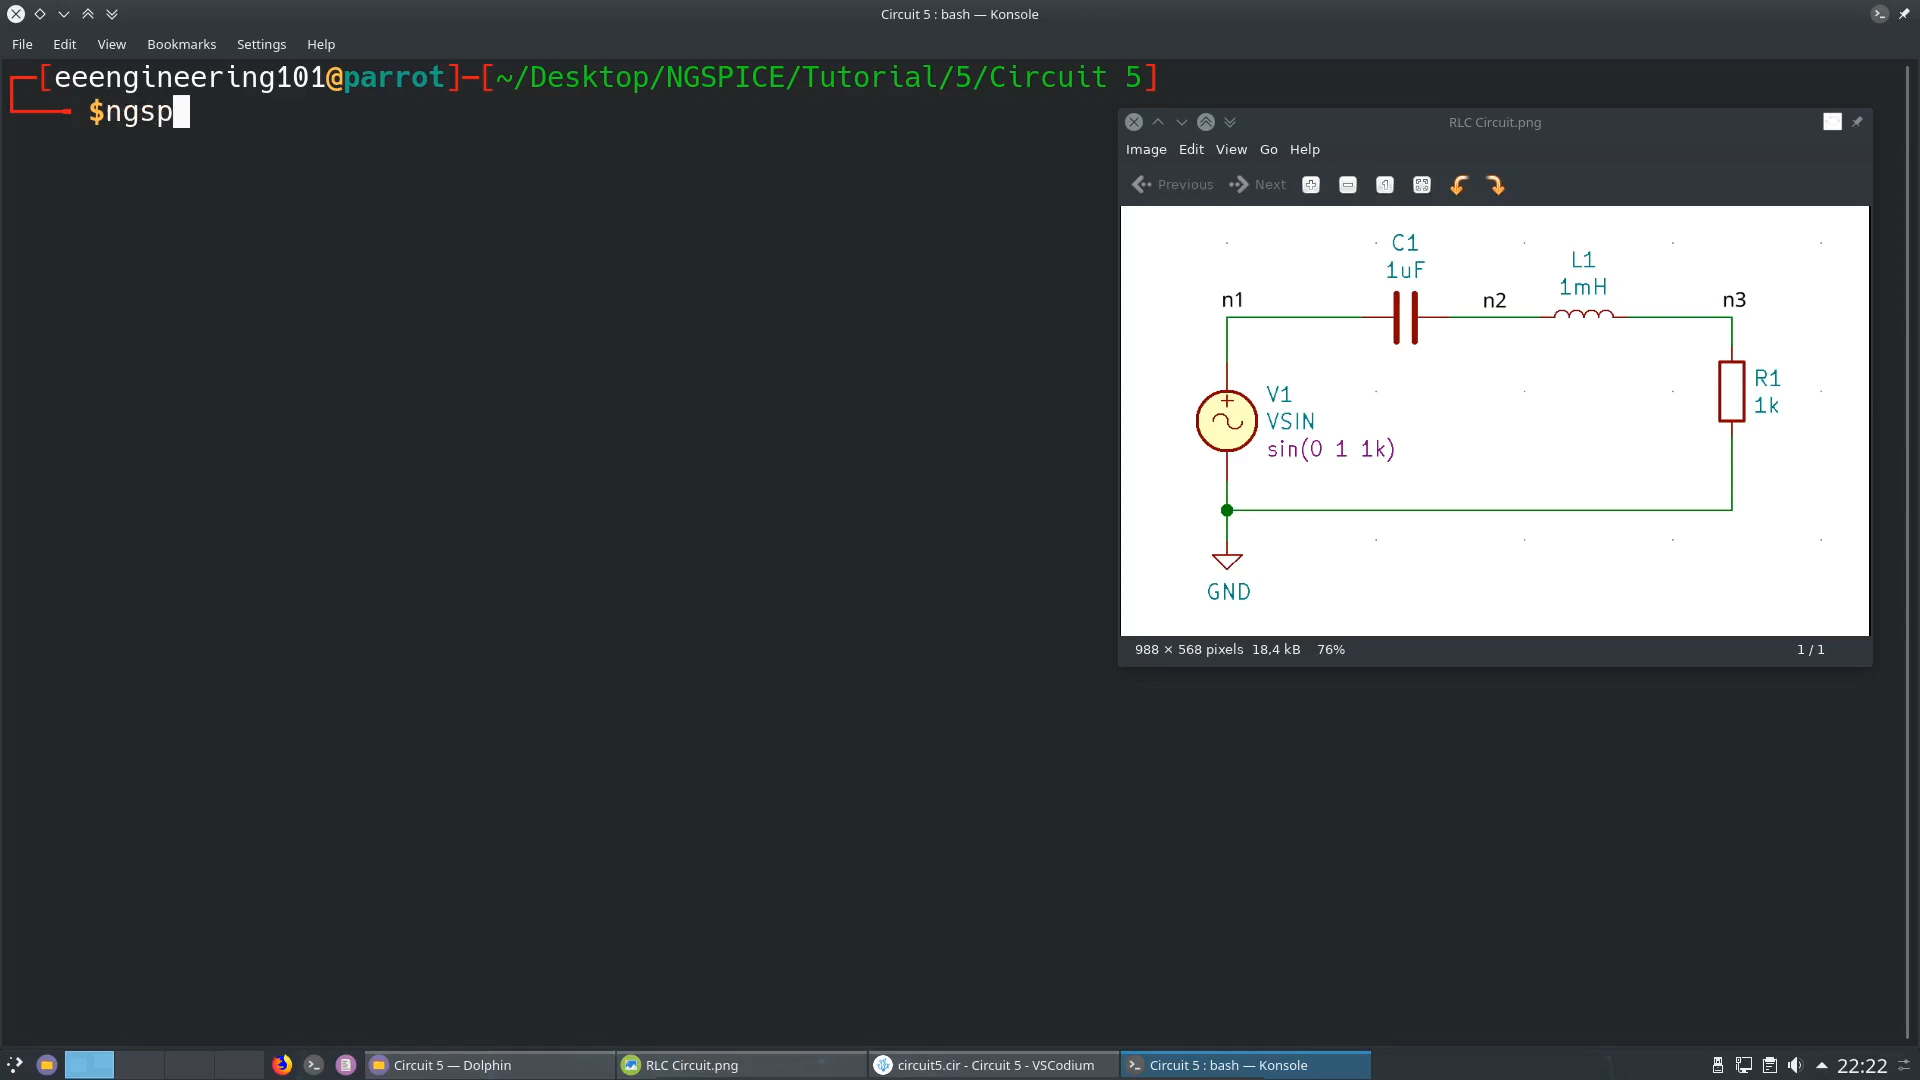 Circuit 5 : bash — Konsole
File Edit View Bookmarks Settings Help
[eeengineering101@parrot]─[~/Desktop/NGSPICE/Tutorial/5/Circuit 5]
$ngsp
RLC Circuit.png
Image Edit View Go Help
Previous Next
C1
1uF
L1
1mH
n1
n2
n3
V1
VSIN
sin(0 1 1k)
R1
1k
GND
988 × 568 pixels 18,4 kB 76%
1 / 1
Circuit 5 — Dolphin
RLC Circuit.png
circuit5.cir - Circuit 5 - VSCodium
Circuit 5 : bash — Konsole
22:22